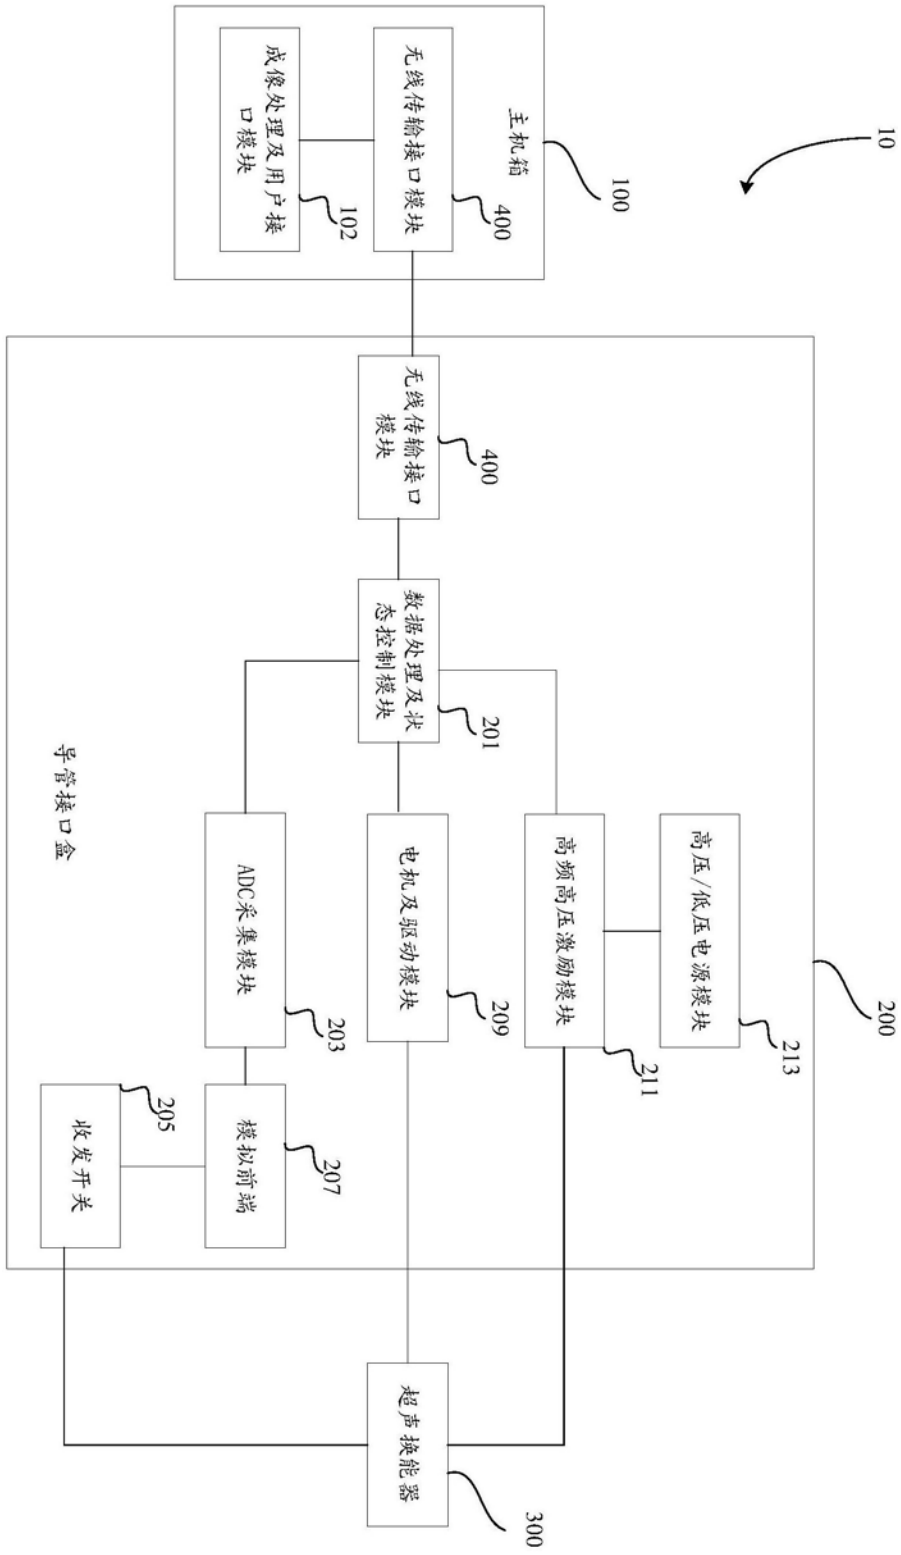 10
主机箱
100
无线传输接口模块
400
成像处理及用户接
口模块
102
200
无线传输接口
模块
400
数据处理及状
态控制模块
201
高压/低压电源模块
213
高频高压激励模块
211
电机及驱动模块
209
ADC采集模块
203
模拟前端
207
收发开关
205
导管接口盒
超声换能器
300